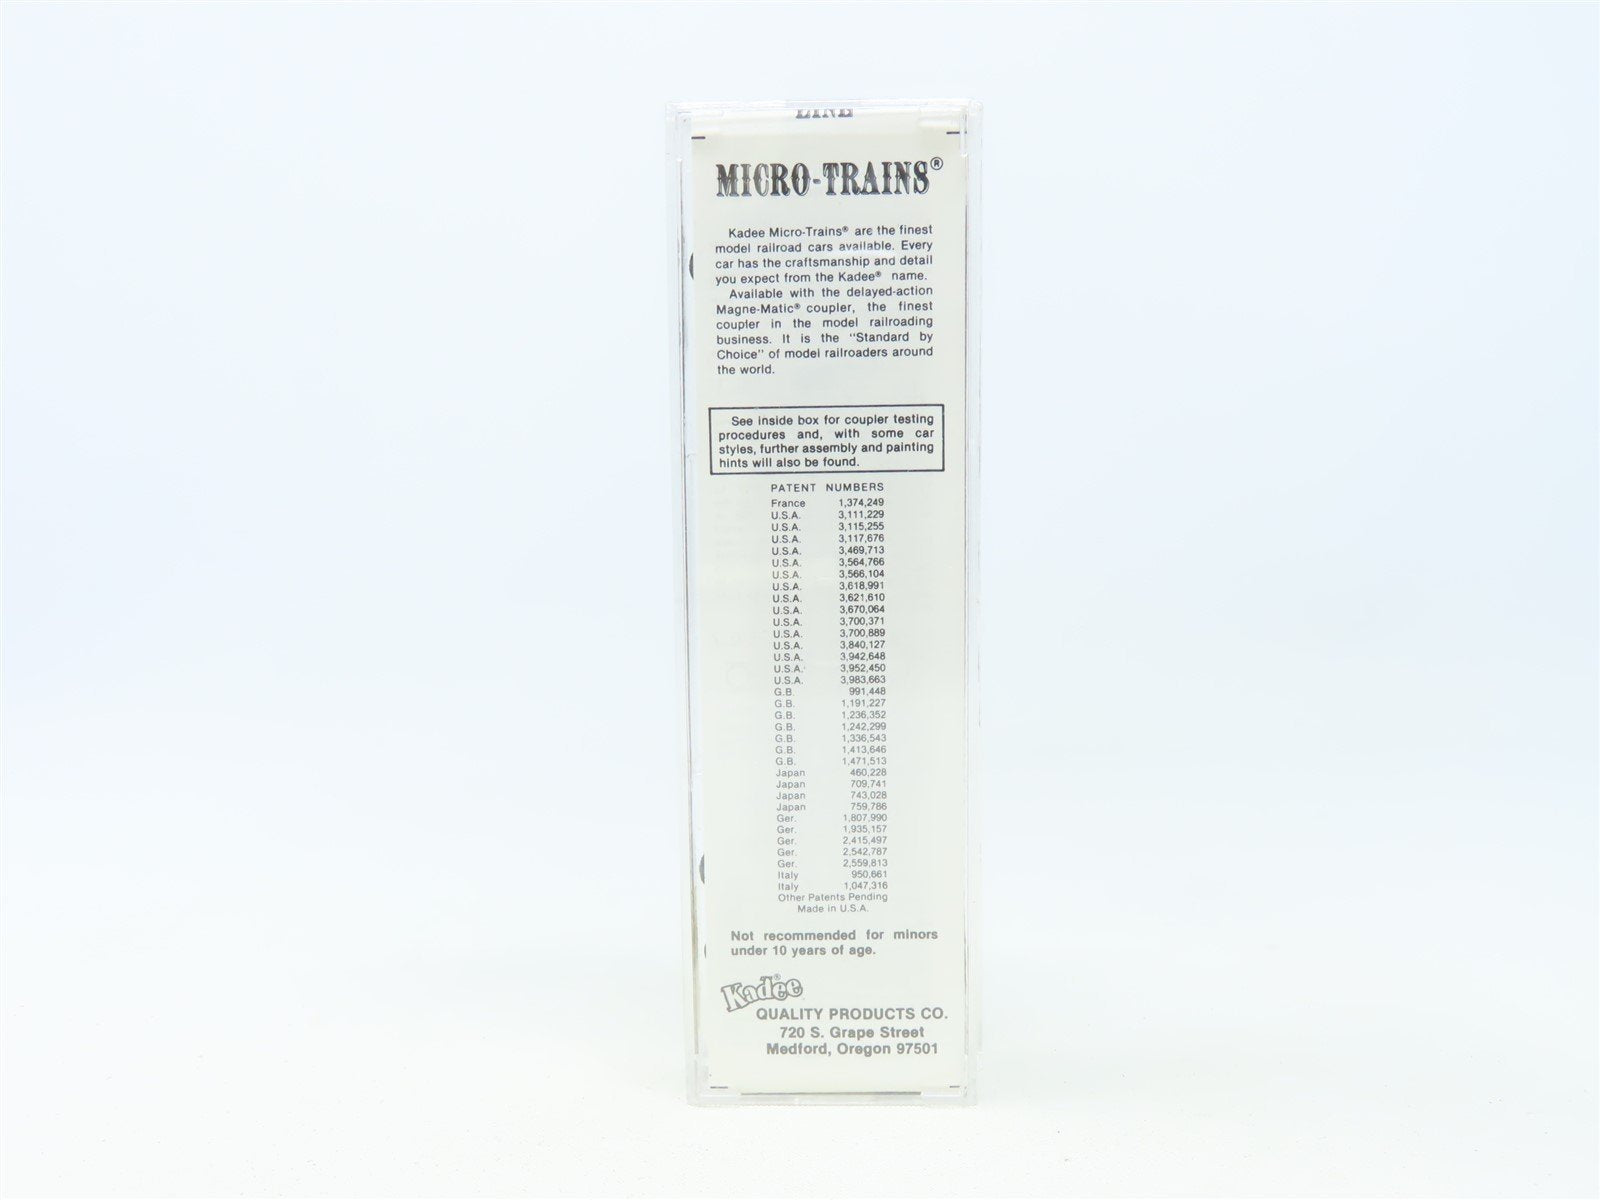 LINE
MICRO-TRAINS®
Kadee Micro-Trains® are the finest
model railroad cars available. Every
car has the craftsmanship and detail
you expect from the Kadee® name.
Available with the delayed-action
Magne-Matic® coupler, the finest
coupler in the model railroading
business. It is the "Standard by
Choice" of model railroaders around
the world.
See inside box for coupler testing
procedures and, with some car
styles, further assembly and painting
hints will also be found.
PATENT NUMBERS
France 1,374,249
U.S.A. 3,111,229
U.S.A. 3,115,255
U.S.A. 3,117,676
U.S.A. 3,469,713
U.S.A. 3,564,766
U.S.A. 3,566,104
U.S.A. 3,618,991
U.S.A. 3,621,610
U.S.A. 3,670,064
U.S.A. 3,700,371
U.S.A. 3,700,889
U.S.A. 3,840,127
U.S.A. 3,942,648
U.S.A. 3,952,450
U.S.A. 3,983,663
G.B. 991,448
G.B. 1,191,227
G.B. 1,236,352
G.B. 1,242,299
G.B. 1,336,543
G.B. 1,413,646
G.B. 1,471,513
Japan 460,228
Japan 709,741
Japan 743,028
Japan 759,786
Ger. 1,807,990
Ger. 1,935,157
Ger. 2,415,497
Ger. 2,542,787
Ger. 2,559,813
Italy 950,661
Italy 1,047,316
Other Patents Pending
Made in U.S.A.
Not recommended for minors
under 10 years of age.
Kadee®
QUALITY PRODUCTS CO.
720 S. Grape Street
Medford, Oregon 97501